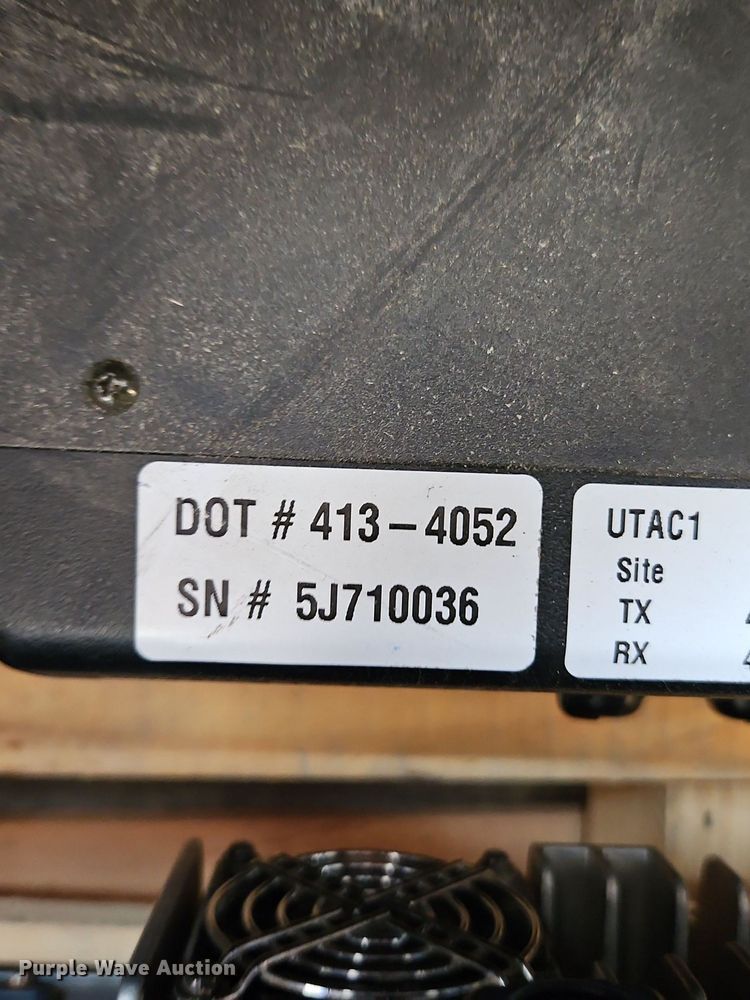 DOT # 413-4052
SN # 5J710036
UTAC1
Site
TX
RX
Purple Wave Auction